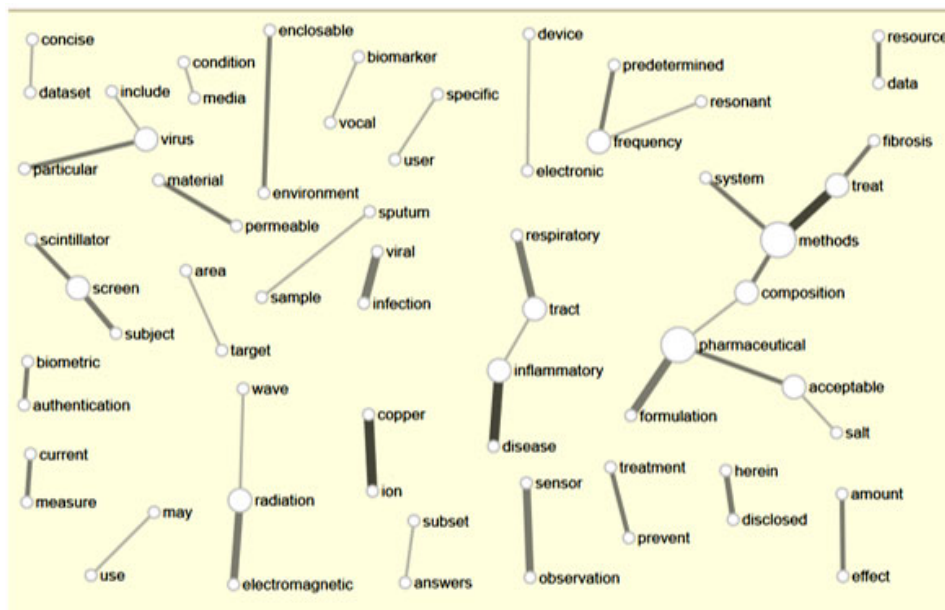 concise
dataset
condition
media
include
virus
particular
enclosable
environment
biomarker
vocal
specific
user
device
electronic
predetermined
resonant
frequency
resource
data
fibrosis
treat
system
methods
composition
pharmaceutical
formulation
acceptable
salt
material
permeable
sputum
sample
viral
infection
respiratory
tract
inflammatory
disease
scintillator
screen
subject
area
target
biometric
authentication
wave
radiation
electromagnetic
copper
ion
current
measure
may
use
subset
answers
sensor
observation
treatment
prevent
herein
disclosed
amount
effect